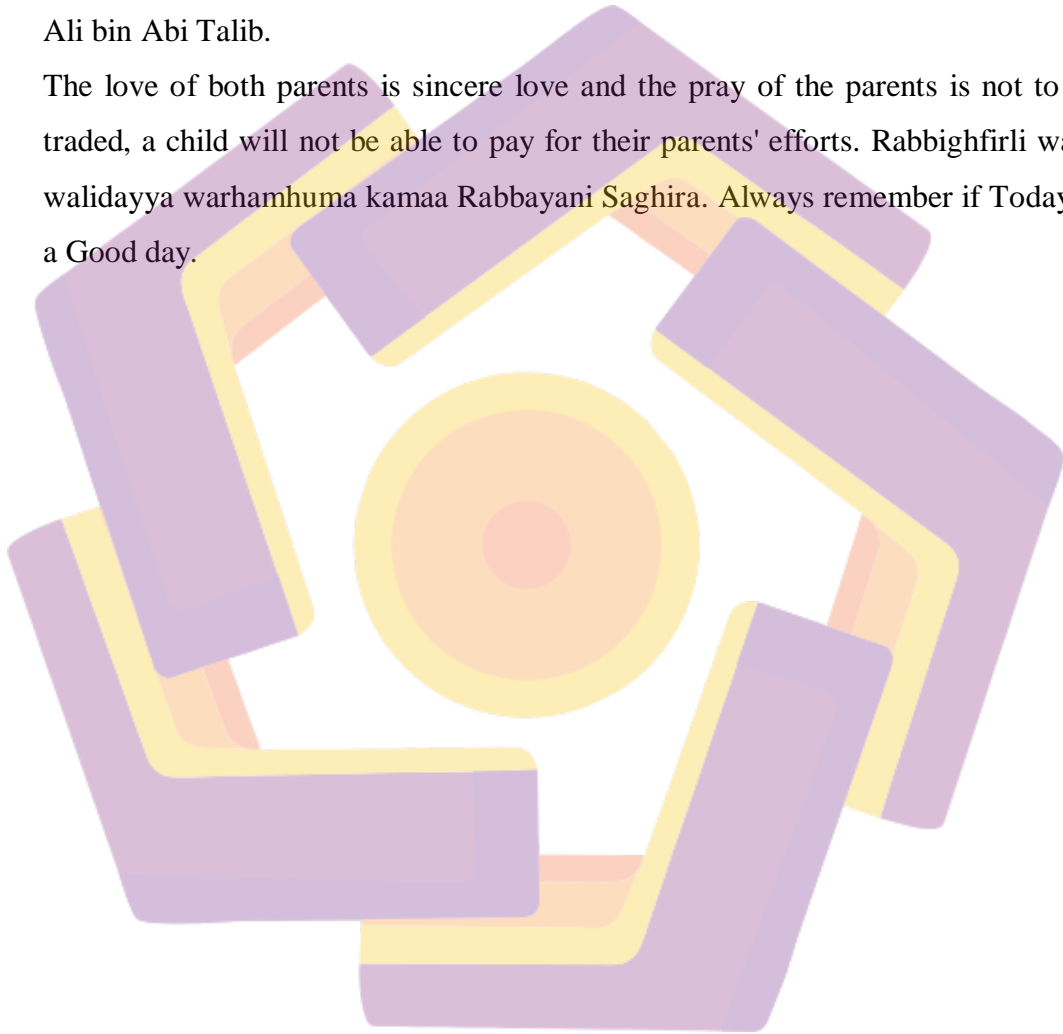 Ali bin Abi Talib.
The love of both parents is sincere love and the pray of the parents is not to
traded, a child will not be able to pay for their parents' efforts. Rabbighfirli wa
walidayya warhamhuma kamaa Rabbayani Saghira. Always remember if Today
a Good day.